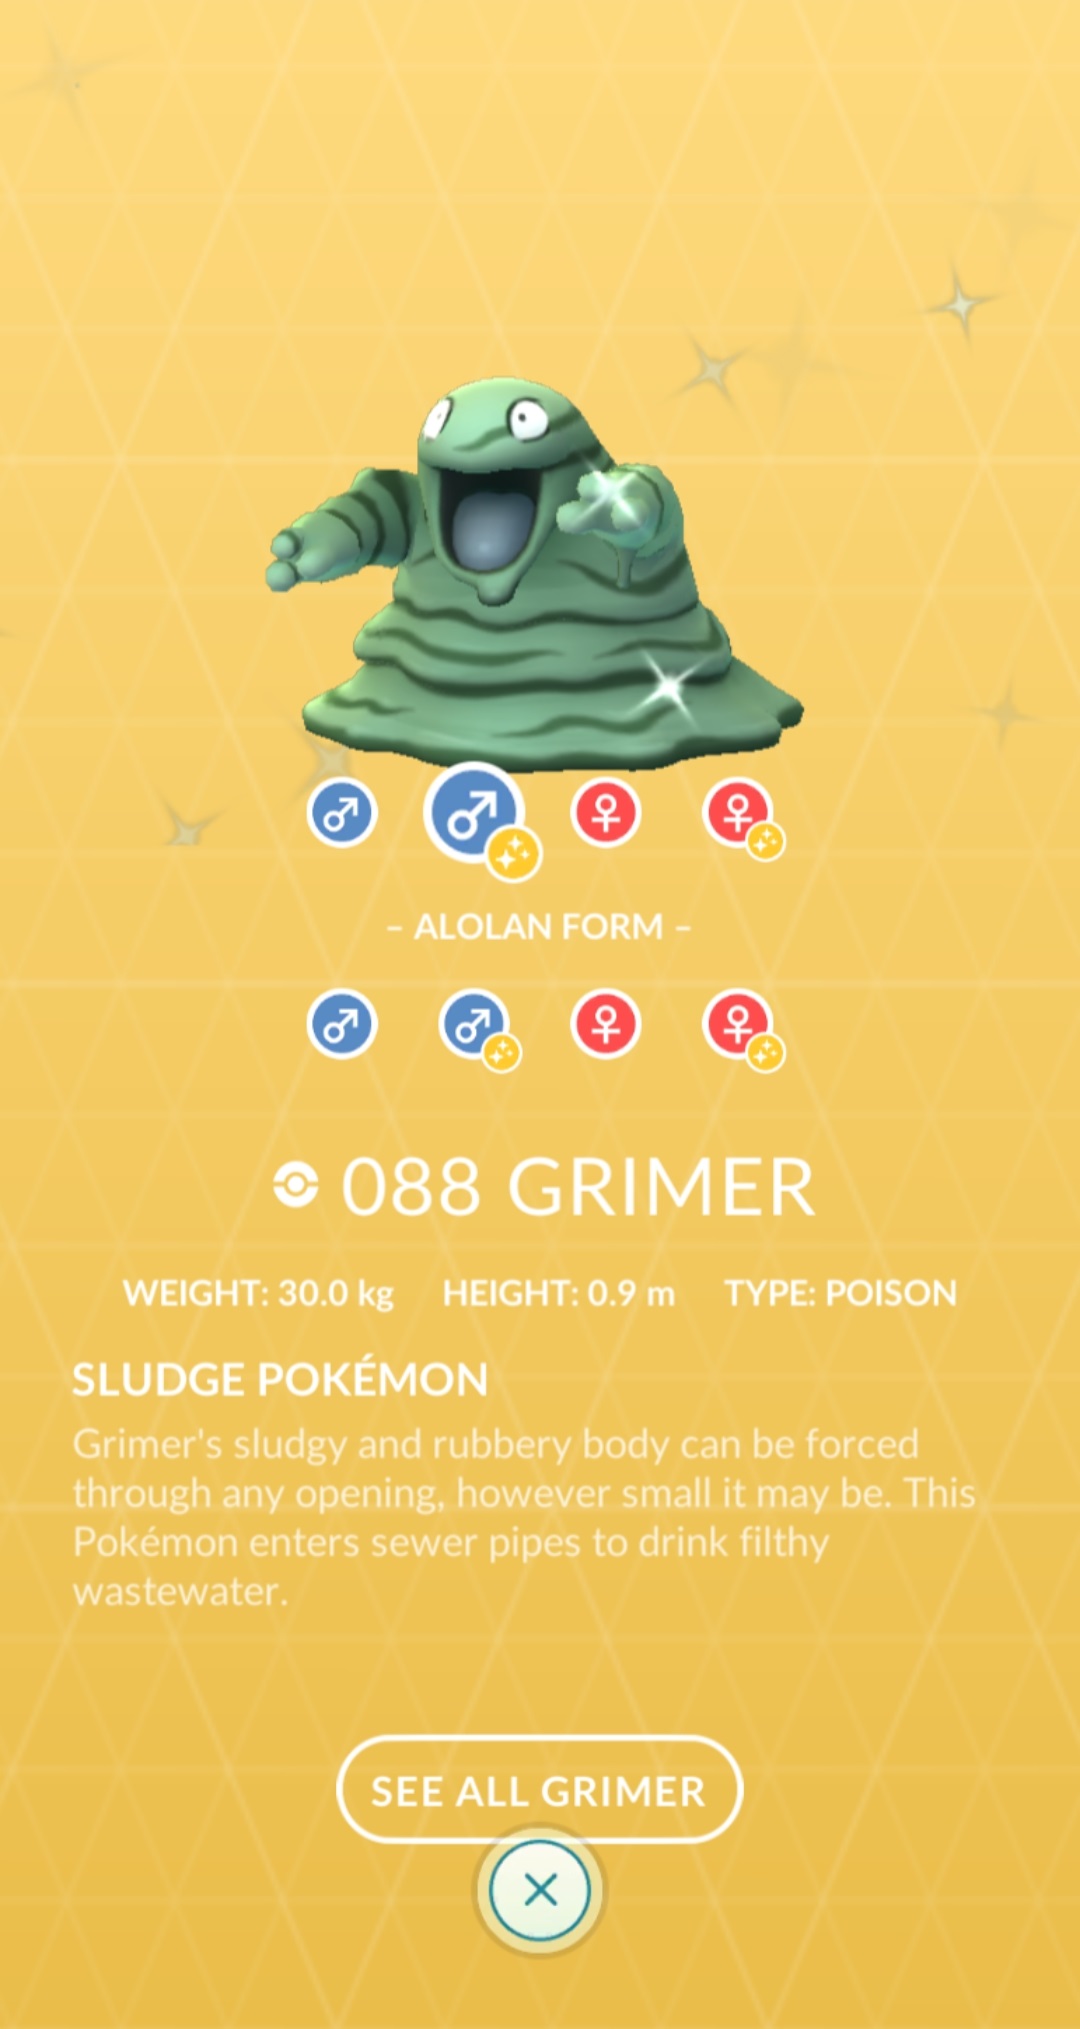 – ALOLAN FORM –
088 GRIMER
WEIGHT: 30.0 kg HEIGHT: 0.9 m TYPE: POISON
SLUDGE POKÉMON
Grimer's sludgy and rubbery body can be forced
through any opening, however small it may be. This
Pokémon enters sewer pipes to drink filthy
wastewater.
SEE ALL GRIMER